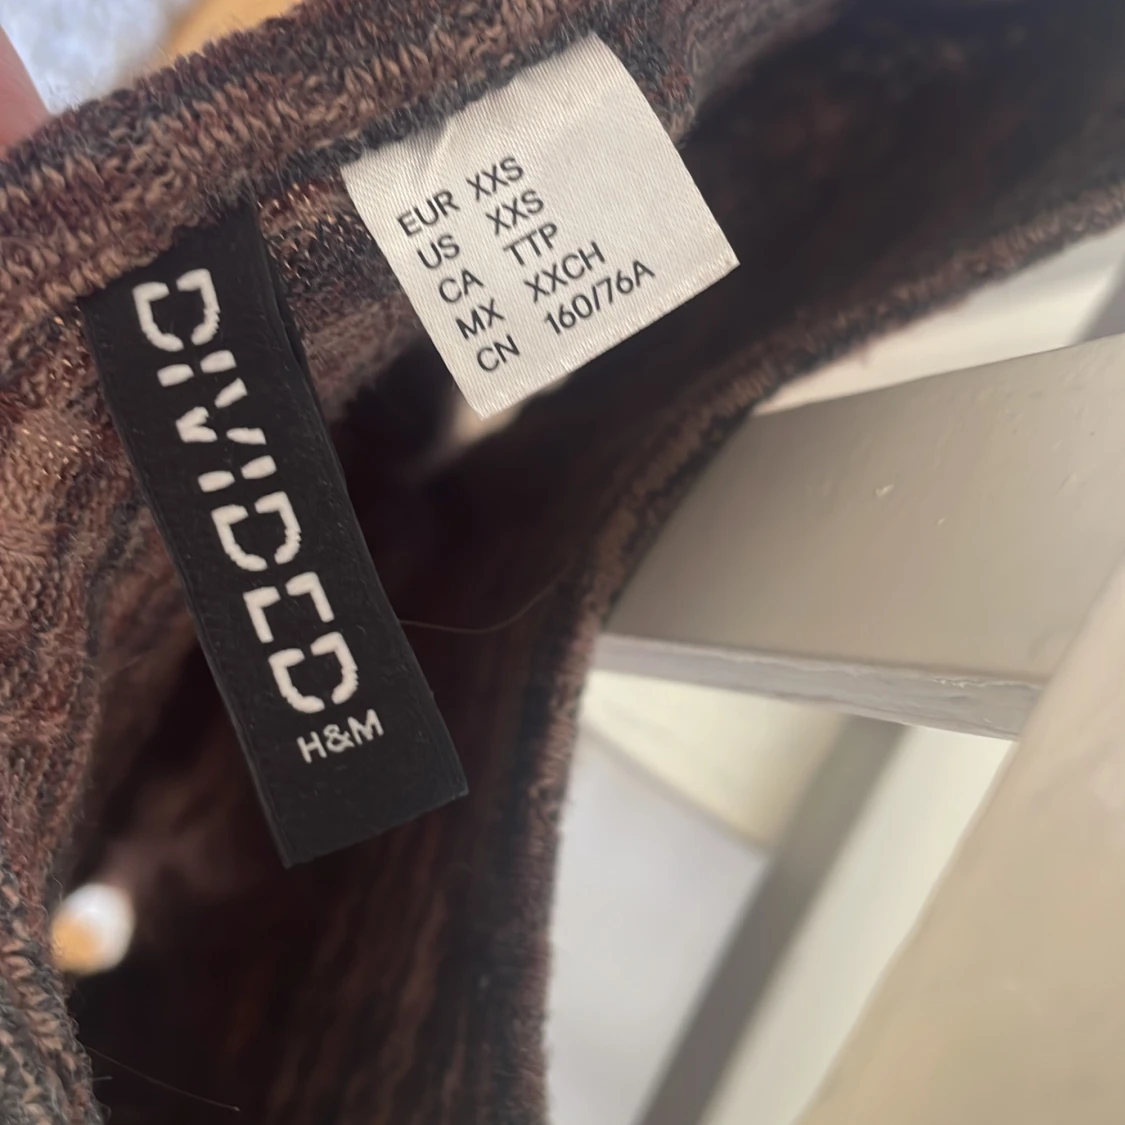 EUR XXS
US XXS
CA TTP
MX XXCH
CN 160/76A
DIVIDED
H&M